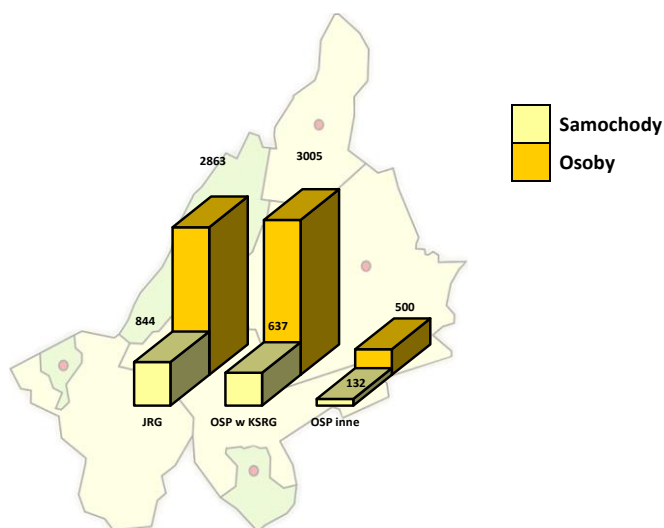 Samochody
Osoby
2863
3005
844
637
500
132
JRG
OSP w KSRG
OSP inne